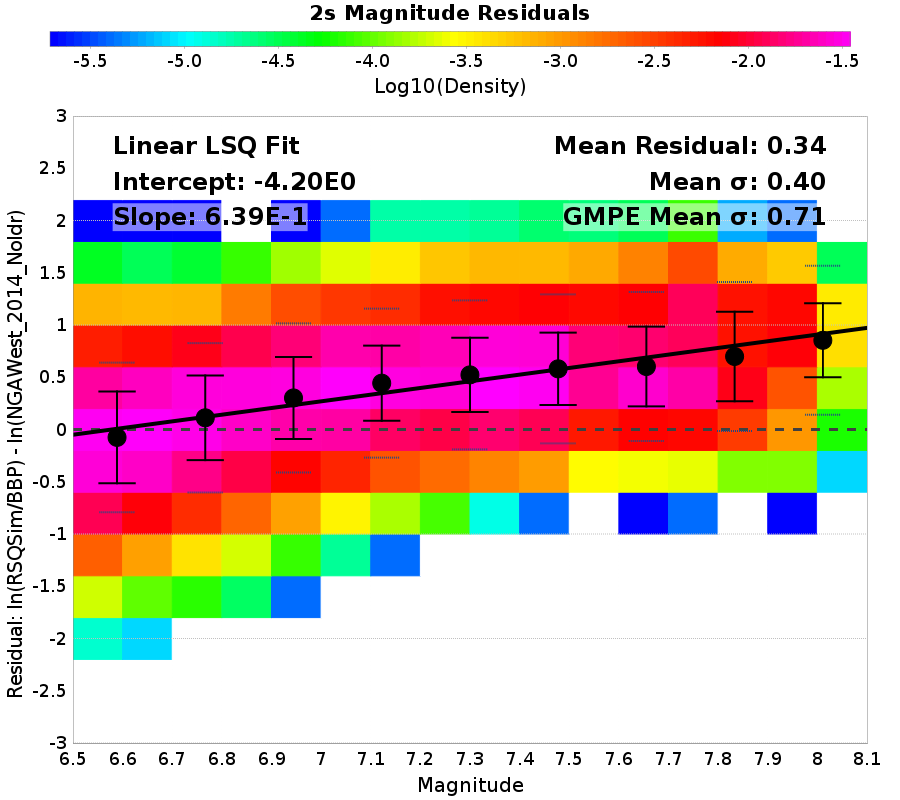 2s Magnitude Residuals
-5.5 -5.0 -4.5 -4.0 -3.5 -3.0 -2.5 -2.0 -1.5
Log10(Density)
Linear LSQ Fit
Intercept: -4.20E0
Slope: 6.39E-1
Mean Residual: 0.34
Mean σ: 0.40
GMPE Mean σ: 0.71
Residual: ln(RSQSim/BBP) - ln(NGAWest_2014_NoIdr)
3
2.5
2
1.5
1
0.5
0
-0.5
-1
-1.5
-2
-2.5
-3
6.5 6.6 6.7 6.8 6.9 7 7.1 7.2 7.3 7.4 7.5 7.6 7.7 7.8 7.9 8 8.1
Magnitude